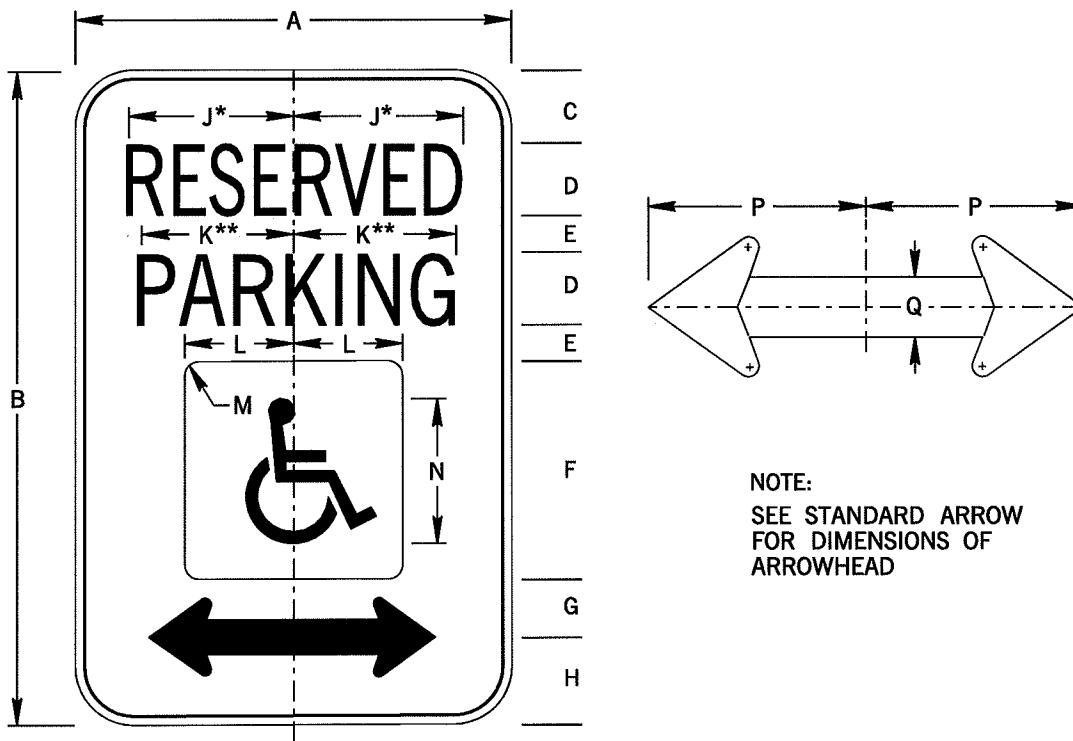 A
C
J* J*
RESERVED
D
K** K**
E
PARKING
D
L L
E
B
M
N
F
G
H
P P
Q
NOTE:
SEE STANDARD ARROW
FOR DIMENSIONS OF
ARROWHEAD